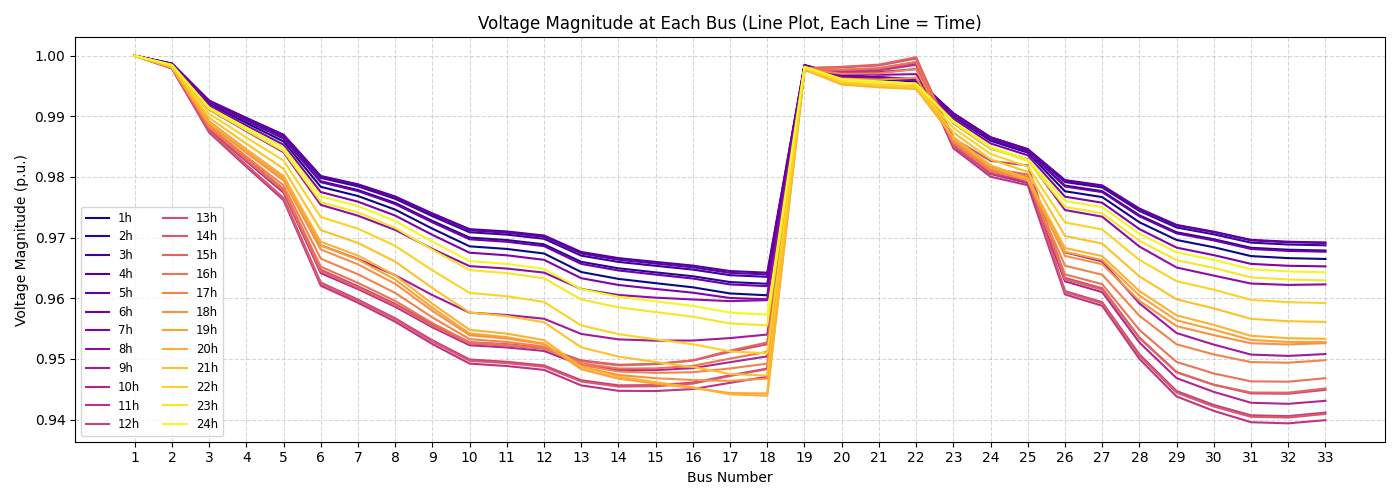 Voltage Magnitude at Each Bus (Line Plot, Each Line = Time)
Voltage Magnitude (p.u.)
1.00
0.99
0.98
0.97
0.96
0.95
0.94
1h 13h
2h 14h
3h 15h
4h 16h
5h 17h
6h 18h
7h 19h
8h 20h
9h 21h
10h 22h
11h 23h
12h 24h
1 2 3 4 5 6 7 8 9 10 11 12 13 14 15 16 17 18 19 20 21 22 23 24 25 26 27 28 29 30 31 32 33
Bus Number